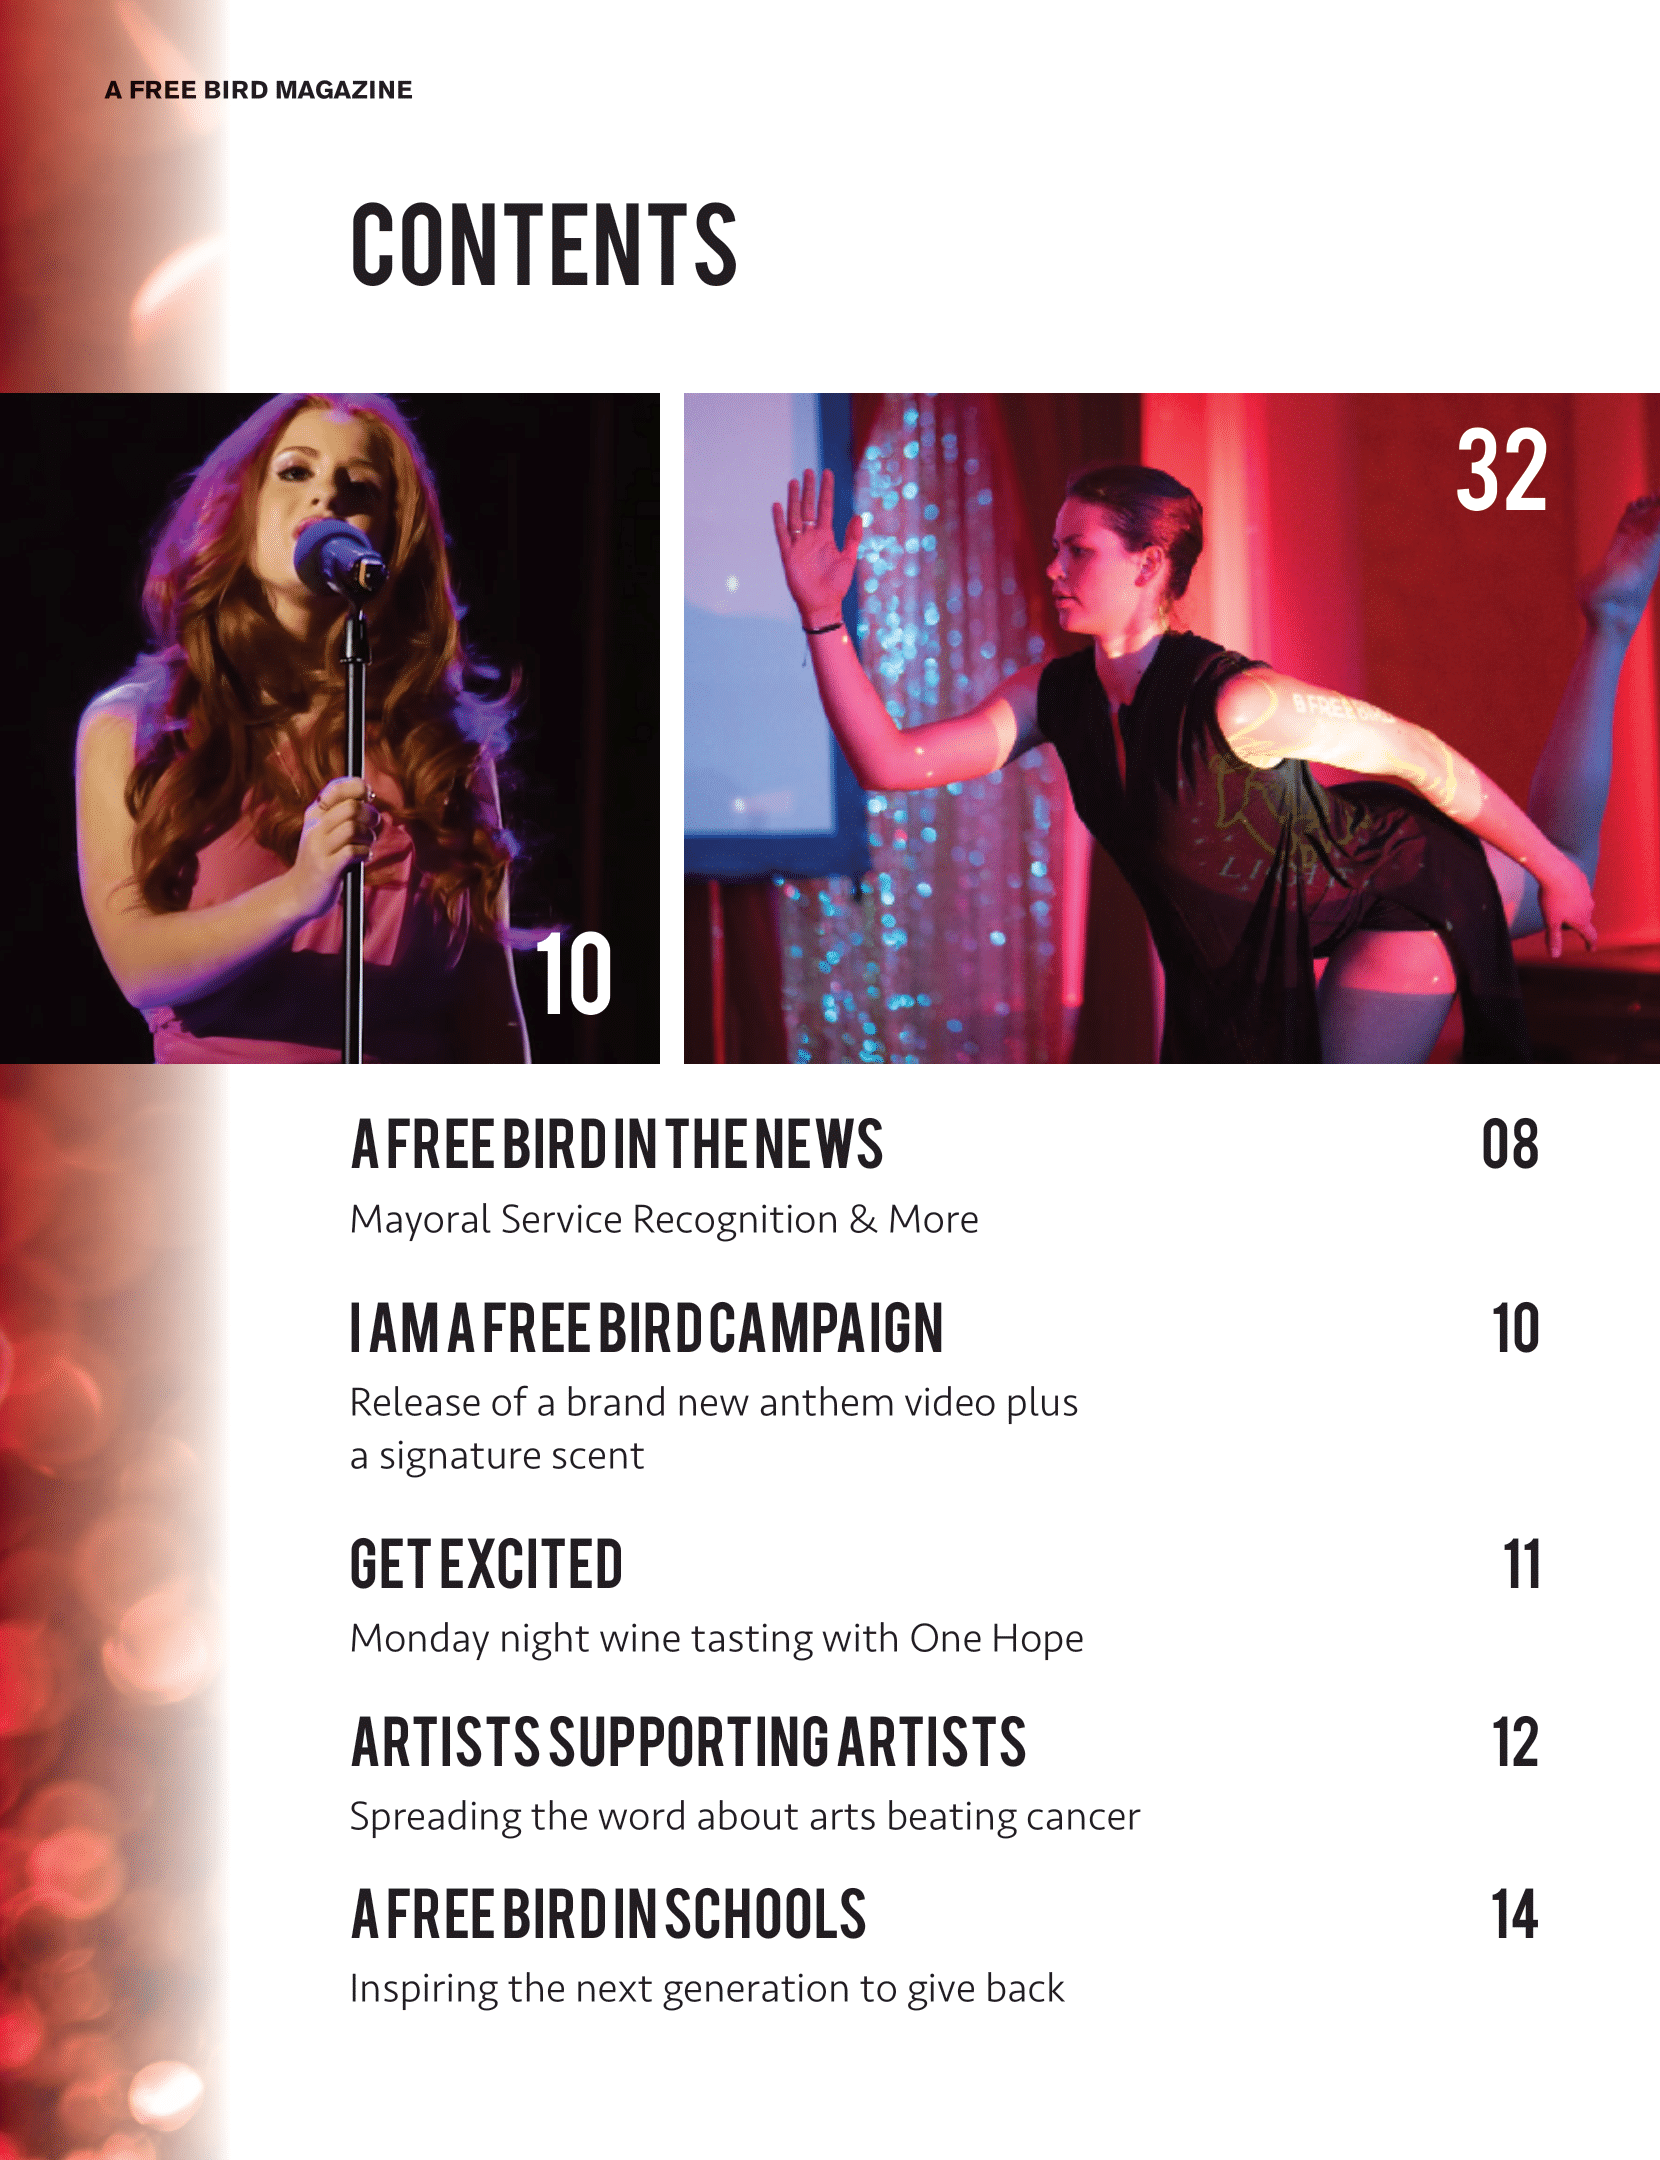 A FREE BIRD MAGAZINE
CONTENTS
10
32
B FREE BIRD
LIGHT
A FREE BIRD IN THE NEWS 08
Mayoral Service Recognition & More
I AM A FREE BIRD CAMPAIGN 10
Release of a brand new anthem video plus
a signature scent
GET EXCITED 11
Monday night wine tasting with One Hope
ARTISTS SUPPORTING ARTISTS 12
Spreading the word about arts beating cancer
A FREE BIRD IN SCHOOLS 14
Inspiring the next generation to give back